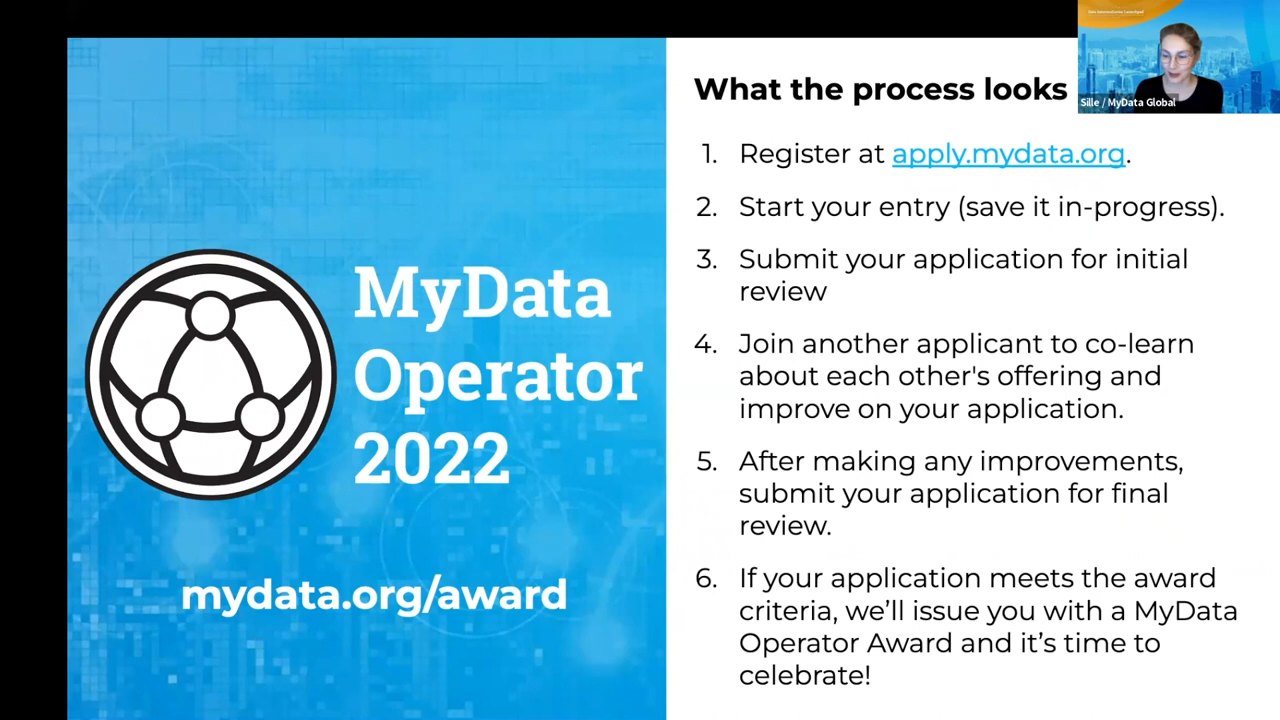 What the process looks
Sille / MyData Global
1. Register at apply.mydata.org.
2. Start your entry (save it in-progress).
3. Submit your application for initial
review
4. Join another applicant to co-learn
about each other's offering and
improve on your application.
5. After making any improvements,
submit your application for final
review.
6. If your application meets the award
criteria, we’ll issue you with a MyData
Operator Award and it’s time to
celebrate!
MyData
Operator
2022
mydata.org/award